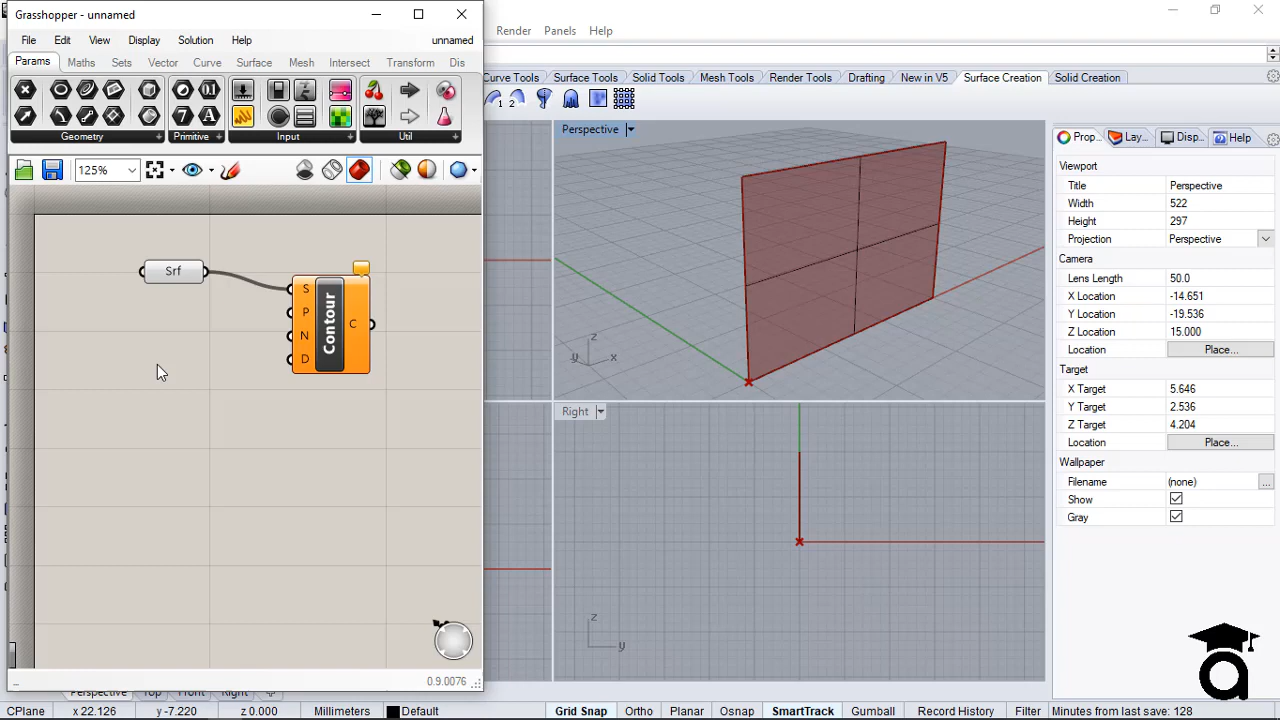 Grasshopper - unnamed
File Edit View Display Solution Help unnamed
Params Maths Sets Vector Curve Surface Mesh Intersect Transform Dis
Geometry Primitive Input Util
125%
Srf
S
P
N
D
Contour
C
0.9.0076
Render Panels Help
Curve Tools Surface Tools Solid Tools Mesh Tools Render Tools Drafting New in V5 Surface Creation Solid Creation
Perspective
z
y x
Right
z
y
Prop... Lay... Disp... Help
Viewport
Title Perspective
Width 522
Height 297
Projection Perspective
Camera
Lens Length 50.0
X Location -14.651
Y Location -19.536
Z Location 15.000
Location Place...
Target
X Target 5.646
Y Target 2.536
Z Target 4.204
Location Place...
Wallpaper
Filename (none) ...
Show
Gray
Perspective Top Front Right
CPlane x 22.126 y -7.220 z 0.000 Millimeters Default Grid Snap Ortho Planar Osnap SmartTrack Gumball Record History Filter Minutes from last save: 128